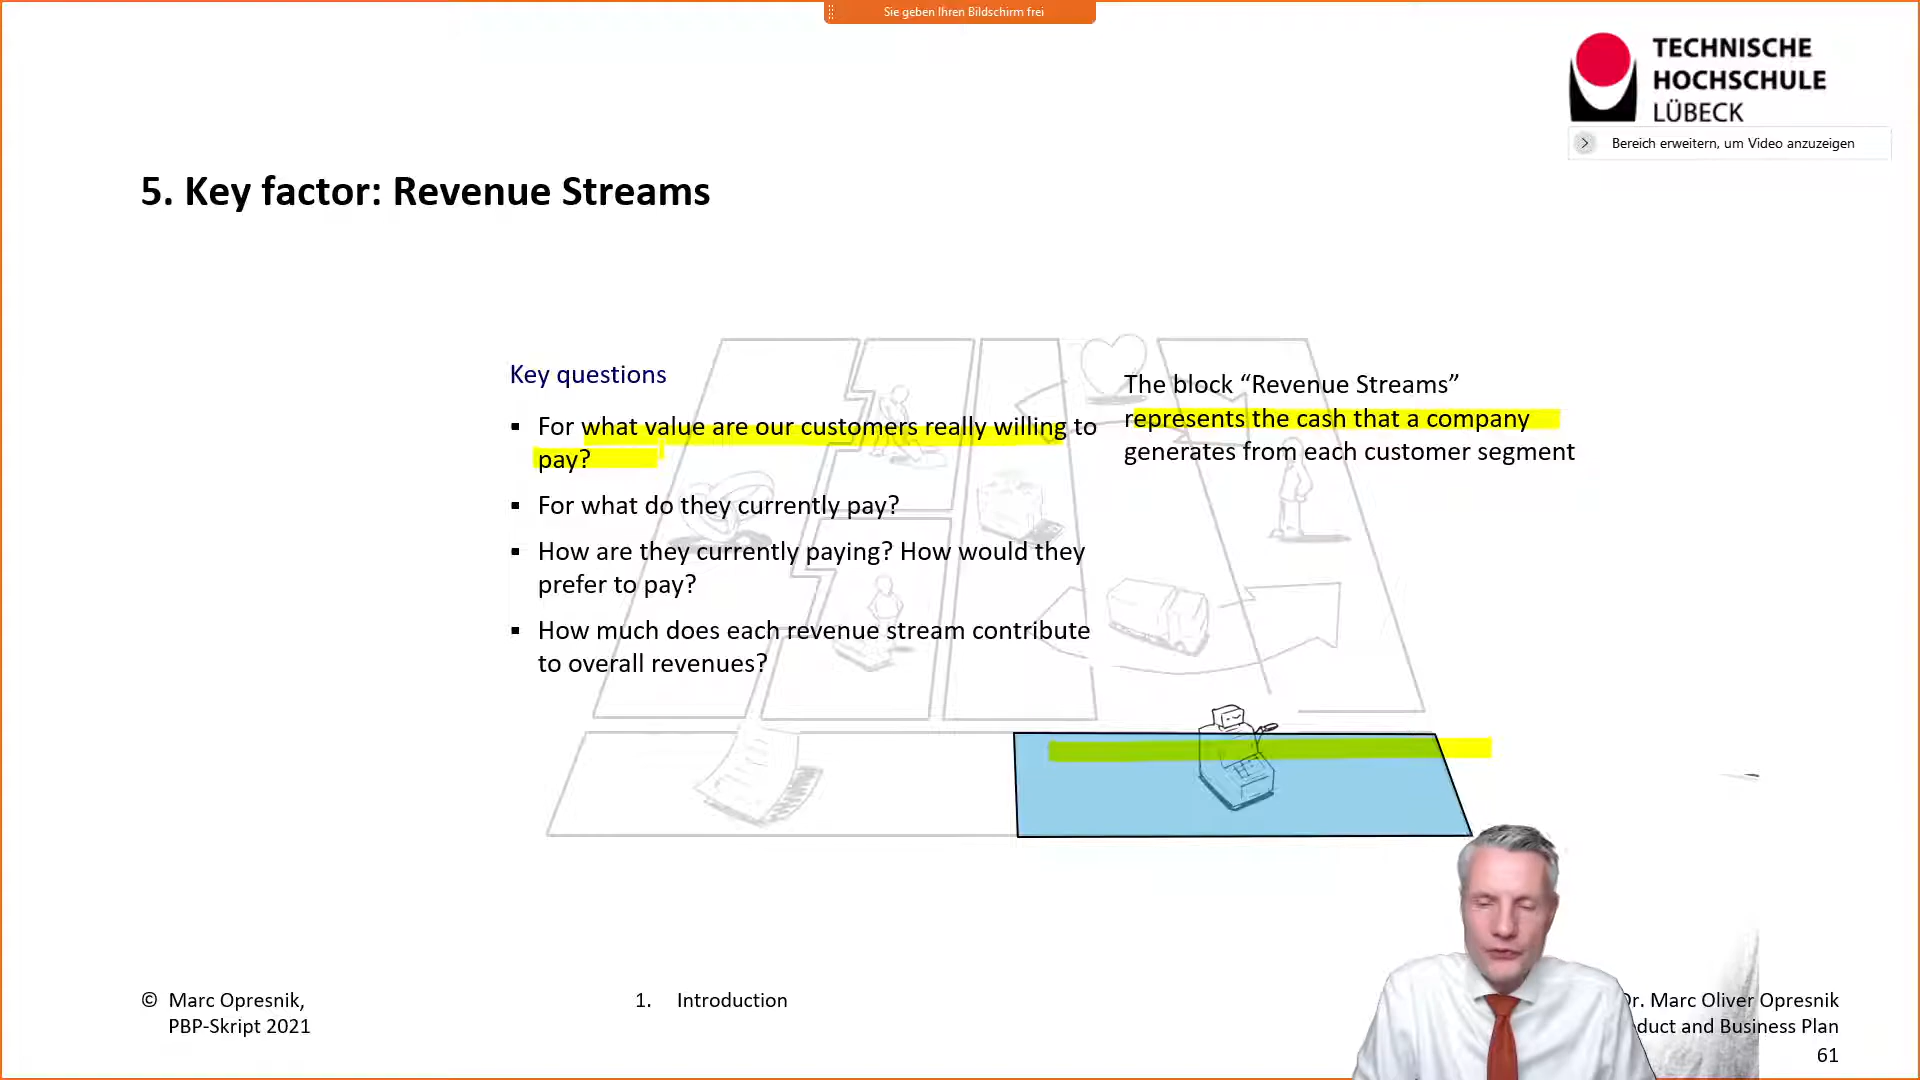 Sie geben Ihren Bildschirm frei
TECHNISCHE
HOCHSCHULE
LÜBECK
Bereich erweitern, um Video anzuzeigen
5. Key factor: Revenue Streams
Key questions
▪ For what value are our customers really willing to
pay?
▪ For what do they currently pay?
▪ How are they currently paying? How would they
prefer to pay?
▪ How much does each revenue stream contribute
to overall revenues?
The block “Revenue Streams”
represents the cash that a company
generates from each customer segment
© Marc Opresnik,
PBP-Skript 2021
1. Introduction
Dr. Marc Oliver Opresnik
and Business Plan
61